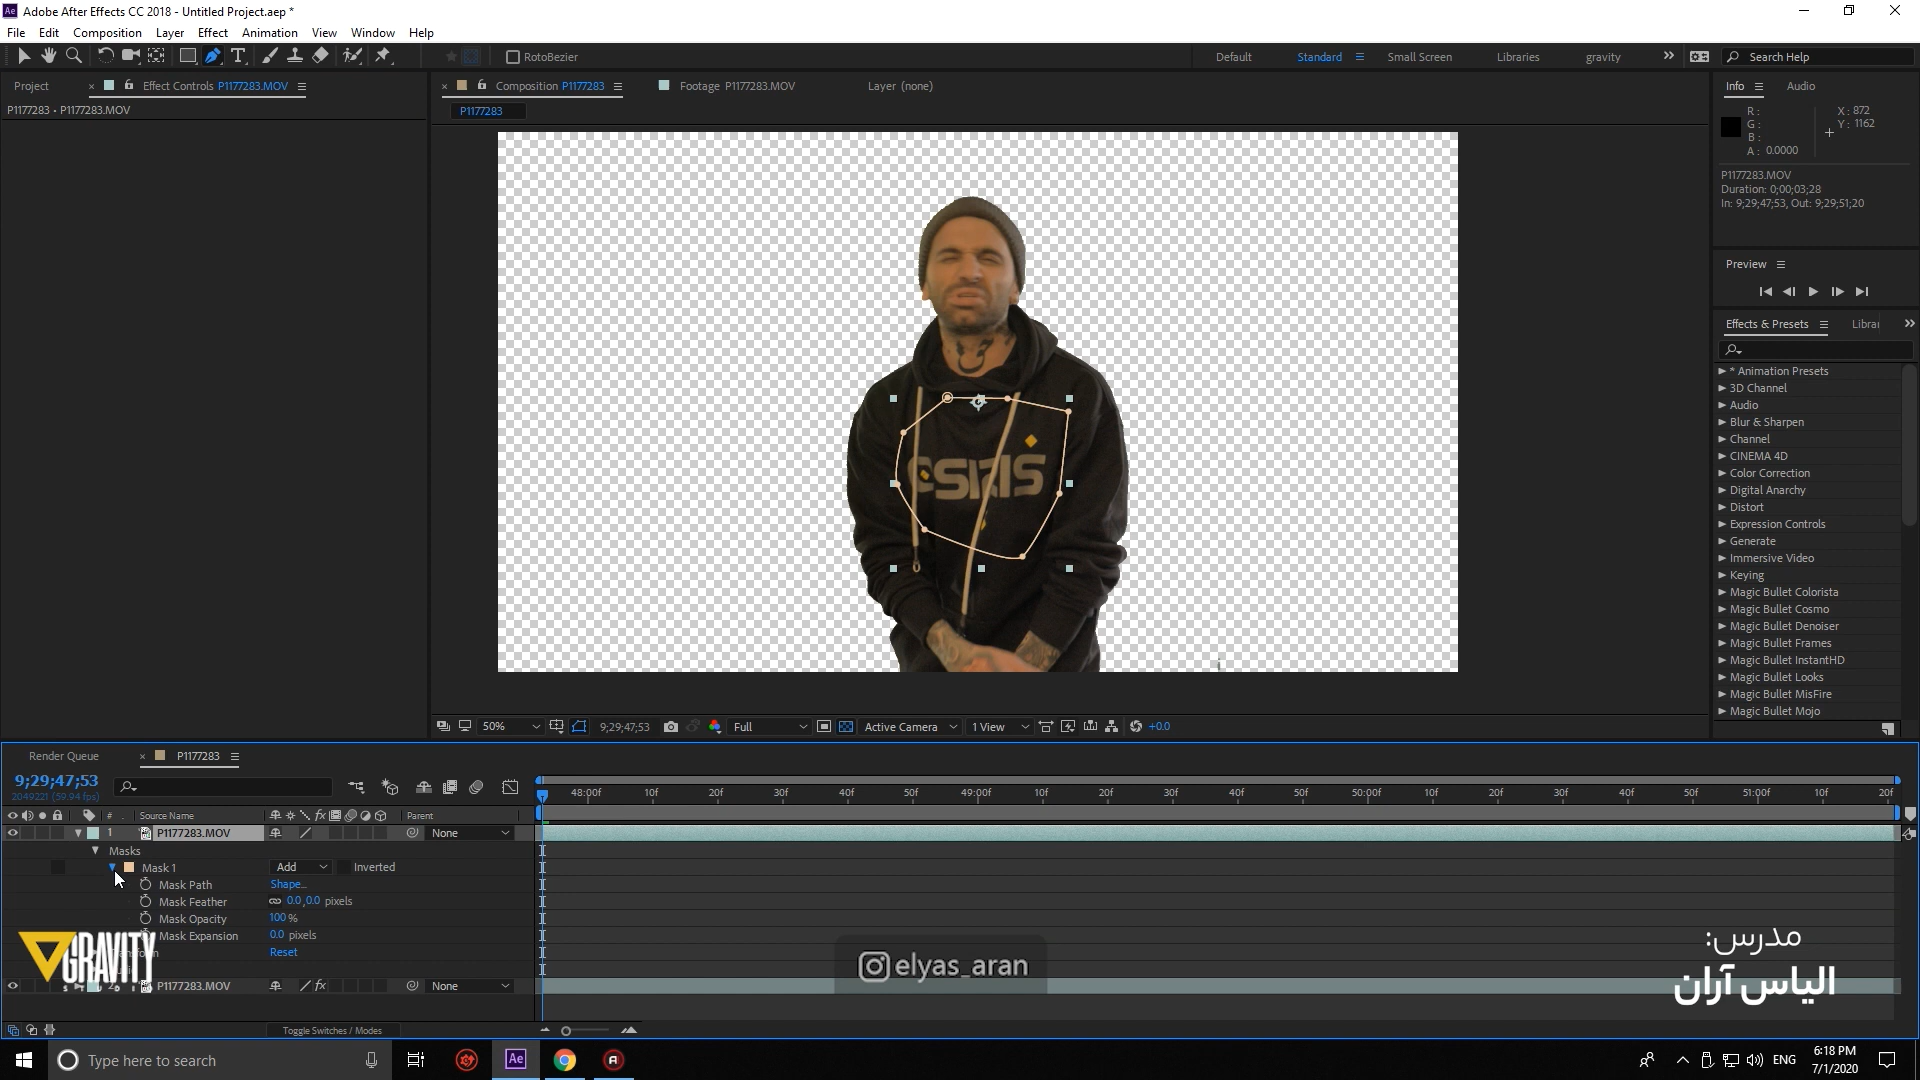 Adobe After Effects CC 2018 - Untitled Project.aep *
File Edit Composition Layer Effect Animation View Window Help
RotoBezier
Default Standard Small Screen Libraries gravity
Search Help
Project
Effect Controls P1177283.MOV
P1177283 • P1177283.MOV
Composition P1177283
Footage P1177283.MOV
Layer (none)
P1177283
Info Audio
R :
G :
B :
A : 0.0000
X : 872
Y : 1162
P1177283.MOV
Duration: 0;00;03;28
In: 9;29;47;53, Out: 9;29;51;20
Preview
Effects & Presets
* Animation Presets
3D Channel
Audio
Blur & Sharpen
Channel
CINEMA 4D
Color Correction
Digital Anarchy
Distort
Expression Controls
Generate
Immersive Video
Keying
Magic Bullet Colorista
Magic Bullet Cosmo
Magic Bullet Denoiser
Magic Bullet Frames
Magic Bullet InstantHD
Magic Bullet Looks
Magic Bullet MisFire
Magic Bullet Mojo
50% 9;29;47;53 Full Active Camera 1 View +0.0
Render Queue P1177283
9;29;47;53
2049221 (59.94 fps)
48:00f 10f 20f 30f 40f 50f 49:00f 10f 20f 30f 40f 50f 50:00f 10f 20f 30f 40f 50f 51:00f 10f 20f
# Source Name fx Parent
1 P1177283.MOV None
Masks
Mask 1 Add Inverted
Mask Path Shape...
Mask Feather 0.0 ,0.0 pixels
Mask Opacity 100 %
Mask Expansion 0.0 pixels
Reset
P1177283.MOV fx None
GRAVITY
elyas_aran
مدرس:
الیاس آران
Toggle Switches / Modes
Type here to search
Ae
ENG
6:18 PM
7/1/2020